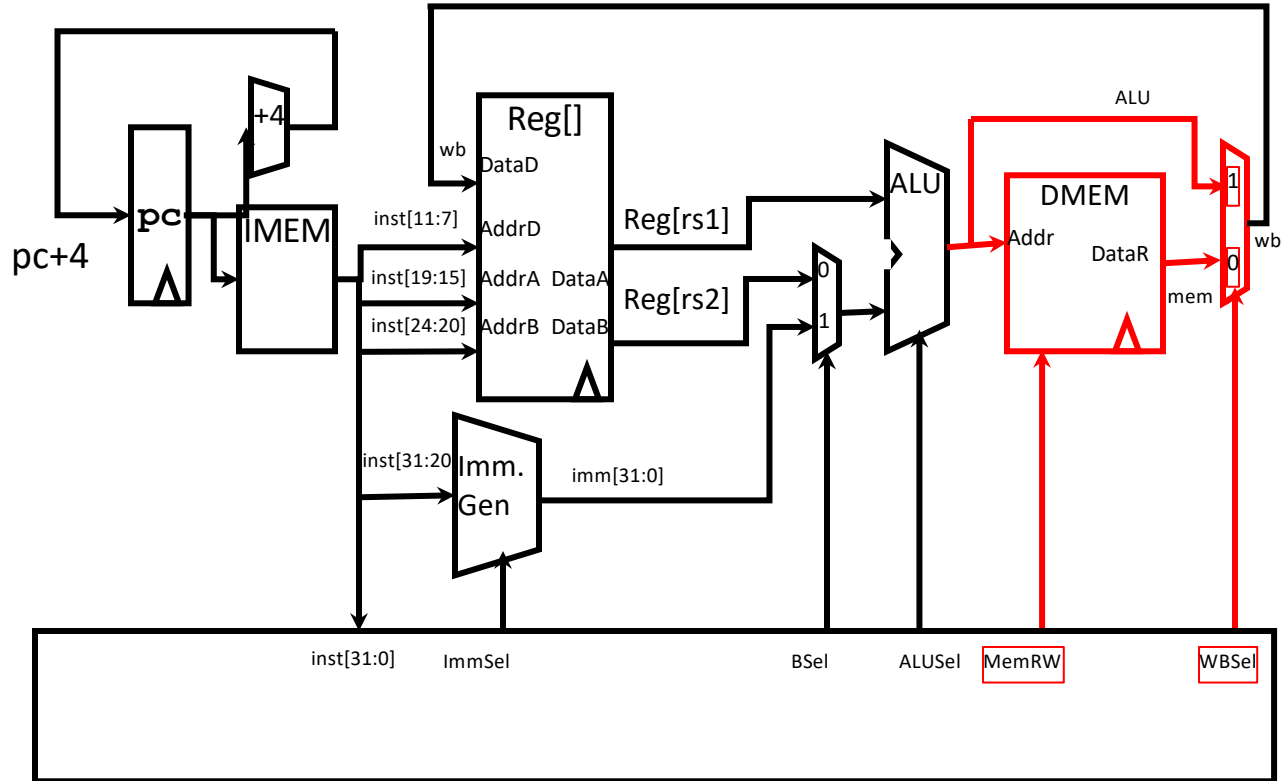 ALU
+4
Reg[]
wb
DataD
ALU
1
DMEM
pc
IMEM
inst[11:7]
AddrD
Reg[rs1]
Addr
wb
pc+4
DataR
0
inst[19:15]
AddrA
DataA
0
mem
Reg[rs2]
inst[24:20]
AddrB
DataB
1
inst[31:20]
Imm.
Gen
imm[31:0]
inst[31:0]
ImmSel
BSel
ALUSel
MemRW
WBSel